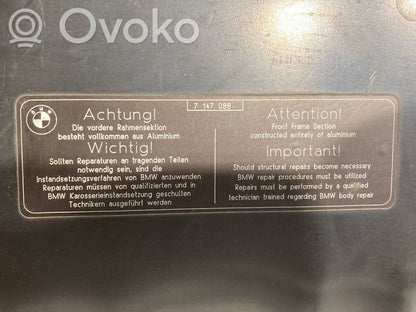 Ovoko
7 147 088
Achtung!
Die vordere Rahmensektion
besteht vollkommen aus Aluminium
Wichtig!
Sollten Reparaturen an tragenden Teilen
notwendig sein, sind die
Instandsetzungsverfahren von BMW anzuwenden
Reparaturen müssen von qualifizierten und in
BMW Karosserieinstandsetzung geschulten
Technikern ausgeführt werden
Attention!
Front Frame Section
constructed entirely of aluminium
Important!
Should structural repairs become necessary
BMW repair procedures must be utilized
Repairs must be performed by a qualified
technician trained regarding BMW body repair